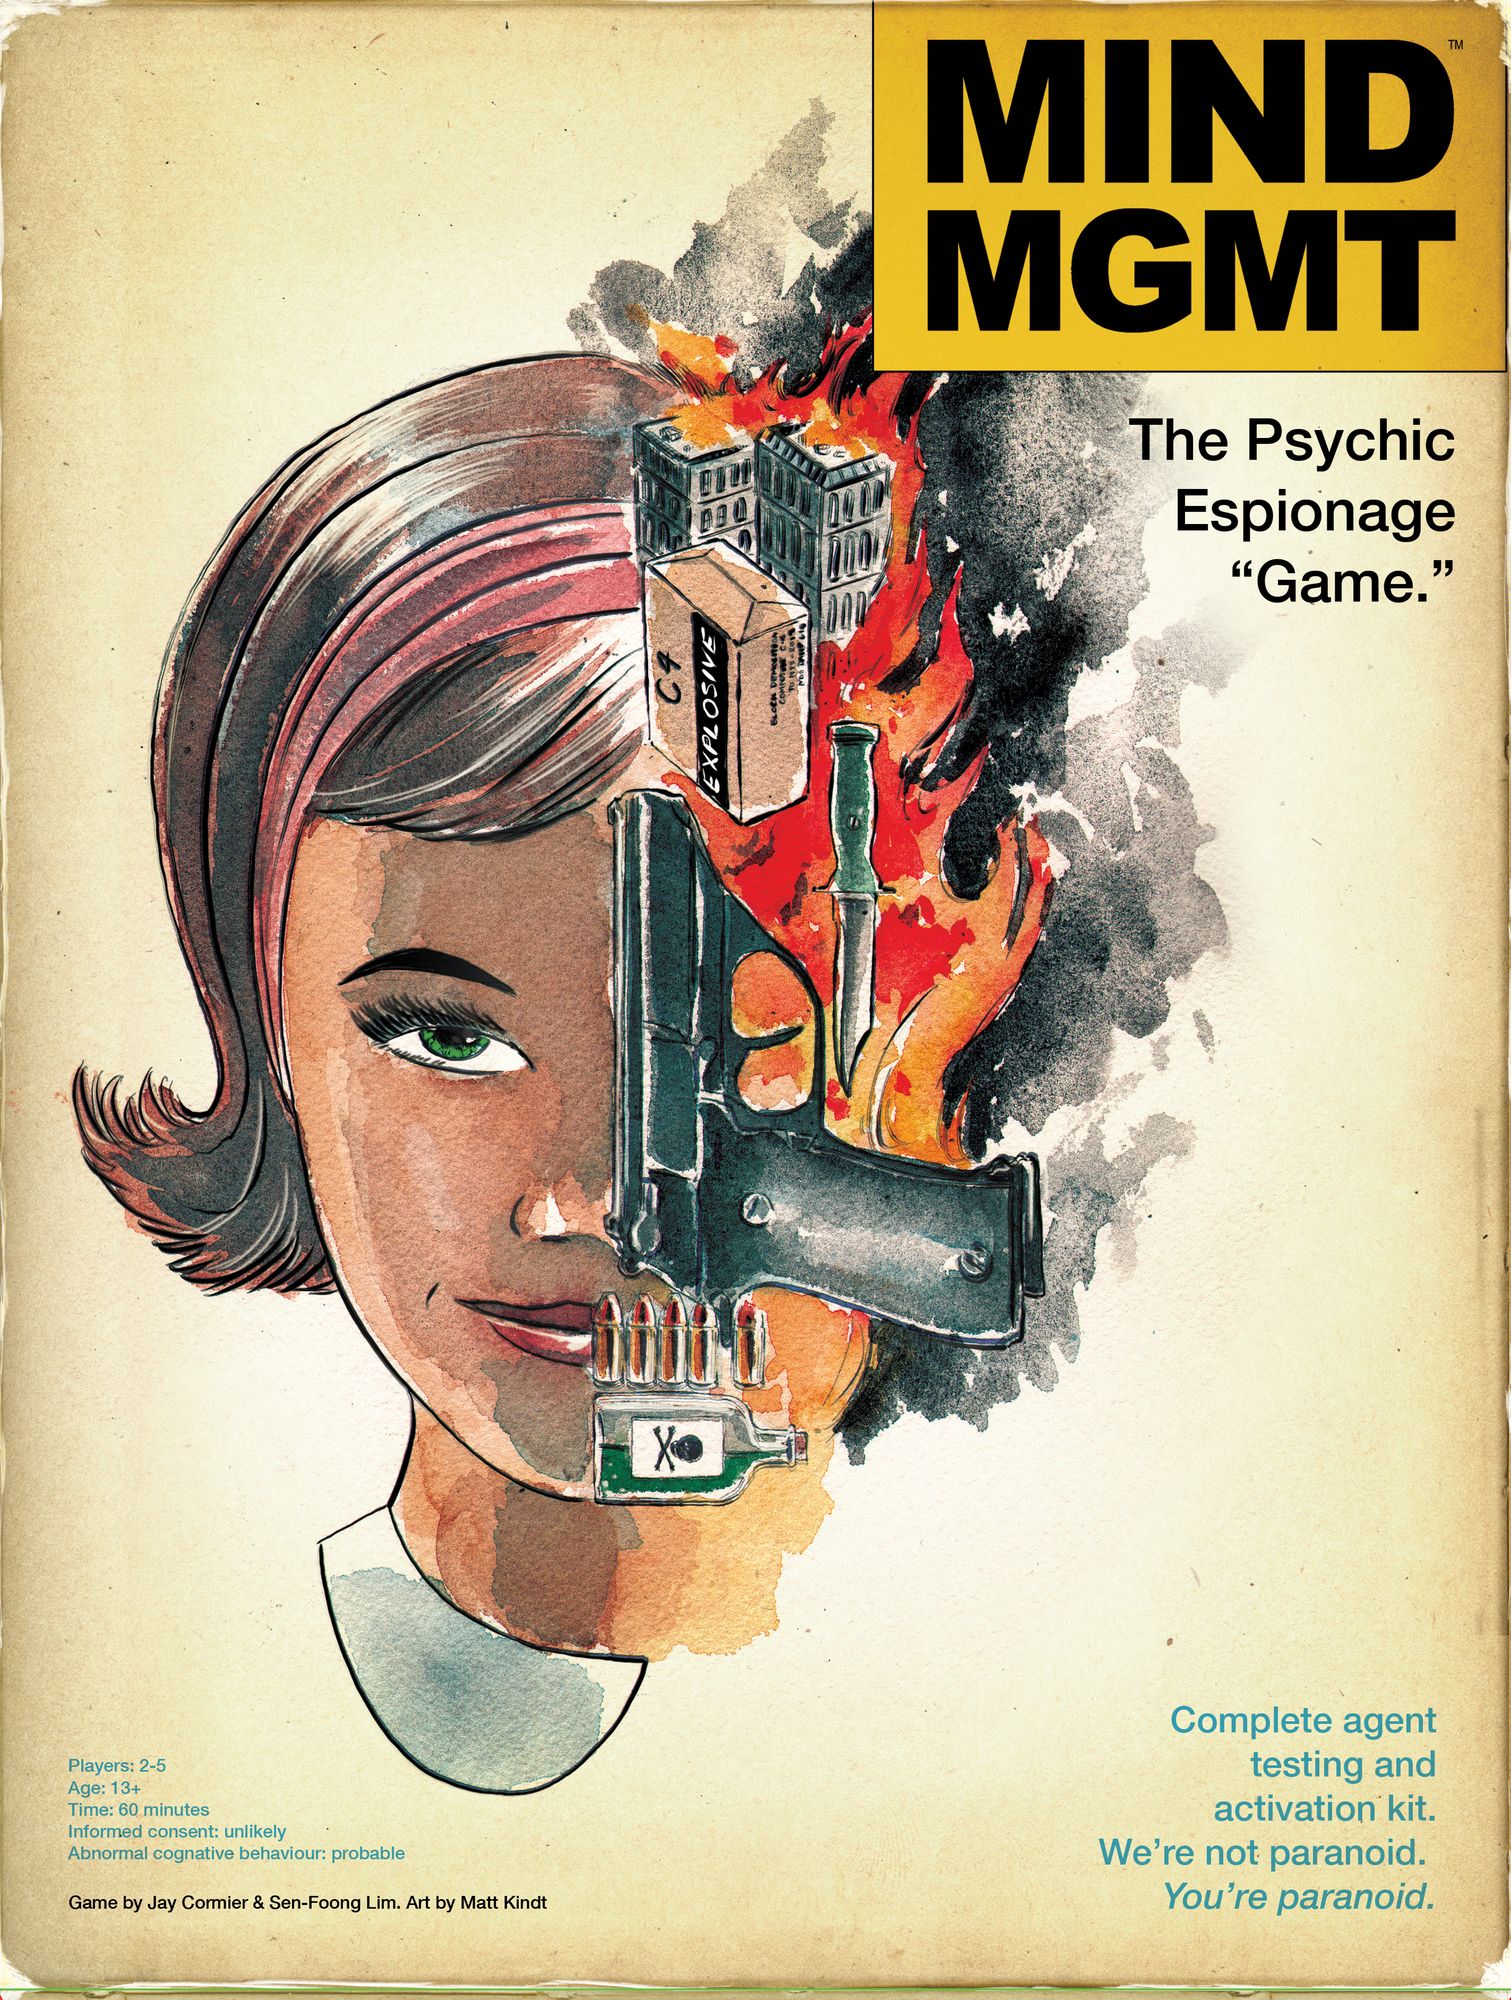 MIND
MGMT
TM
The Psychic
Espionage
“Game.”
C4
EXPLOSIVE
Complete agent
testing and
activation kit.
We’re not paranoid.
You’re paranoid.
Players: 2-5
Age: 13+
Time: 60 minutes
Informed consent: unlikely
Abnormal cognative behaviour: probable
Game by Jay Cormier & Sen-Foong Lim. Art by Matt Kindt